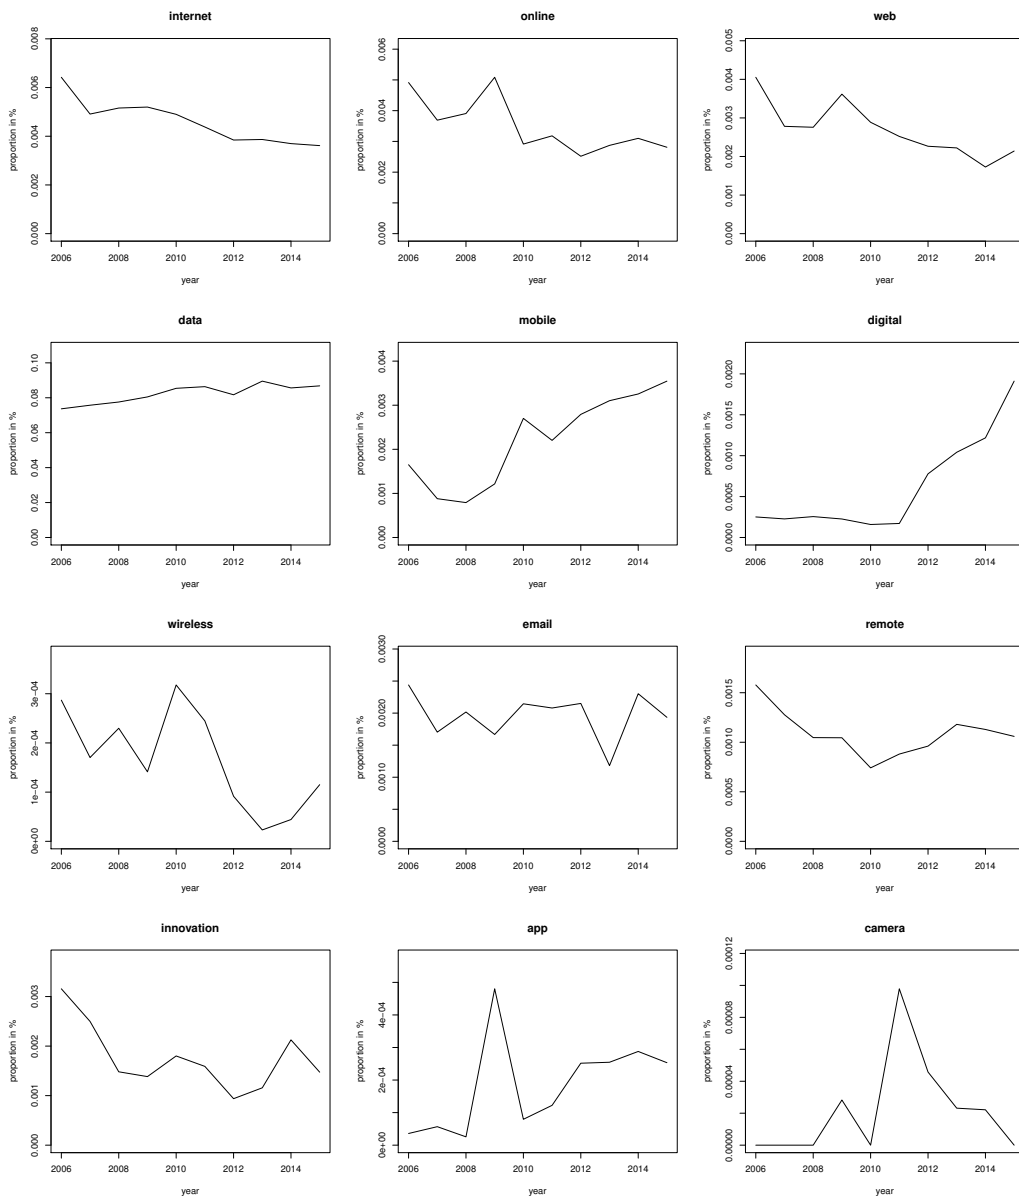 internet
proportion in %
0.000 0.002 0.004 0.006 0.008
2006 2008 2010 2012 2014
year
online
proportion in %
0.000 0.002 0.004 0.006
2006 2008 2010 2012 2014
year
web
proportion in %
0.000 0.001 0.002 0.003 0.004 0.005
2006 2008 2010 2012 2014
year
data
proportion in %
0.00 0.02 0.04 0.06 0.08 0.10
2006 2008 2010 2012 2014
year
mobile
proportion in %
0.000 0.001 0.002 0.003 0.004
2006 2008 2010 2012 2014
year
digital
proportion in %
0.0000 0.0005 0.0010 0.0015 0.0020
2006 2008 2010 2012 2014
year
wireless
proportion in %
0e+00 1e−04 2e−04 3e−04
2006 2008 2010 2012 2014
year
email
proportion in %
0.0000 0.0010 0.0020 0.0030
2006 2008 2010 2012 2014
year
remote
proportion in %
0.0000 0.0005 0.0010 0.0015
2006 2008 2010 2012 2014
year
innovation
proportion in %
0.000 0.001 0.002 0.003
2006 2008 2010 2012 2014
year
app
proportion in %
0e+00 2e−04 4e−04
2006 2008 2010 2012 2014
year
camera
proportion in %
0.00000 0.00004 0.00008 0.00012
2006 2008 2010 2012 2014
year